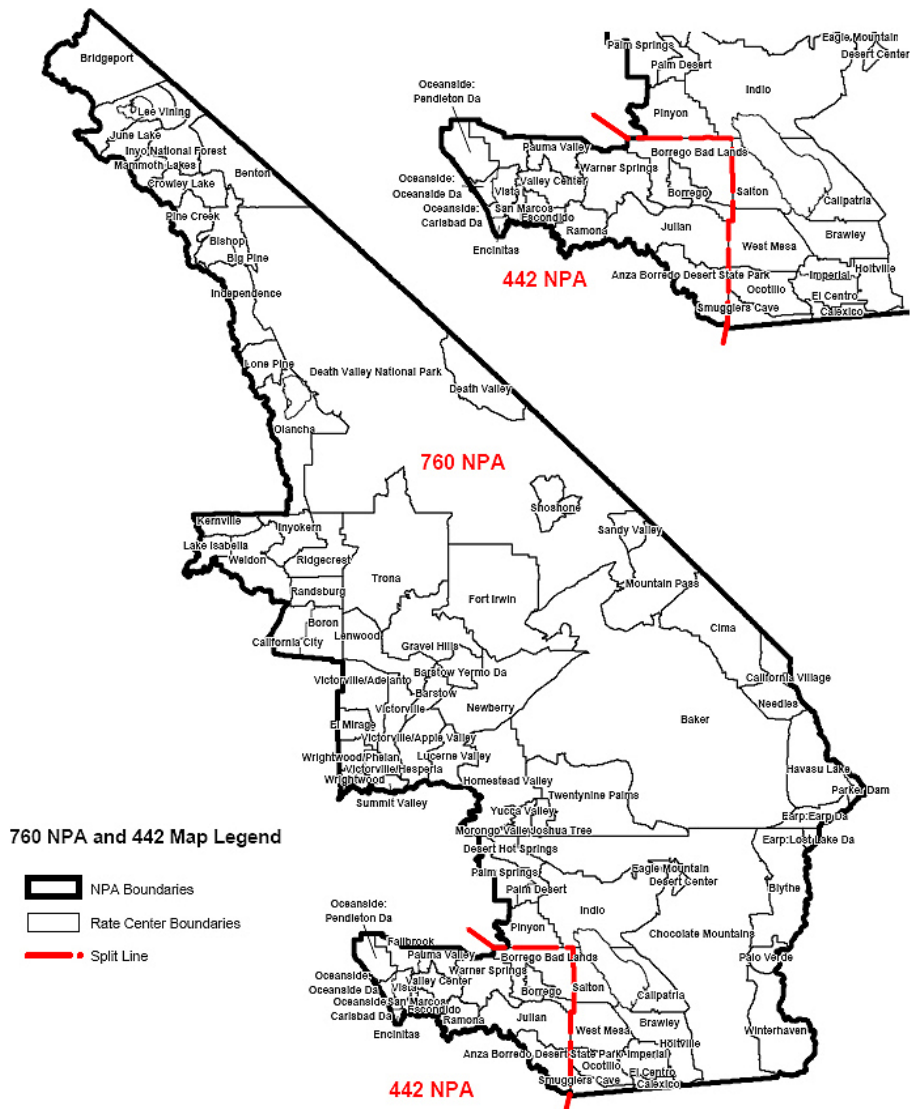 Bridgeport
Lee Vining
June Lake
Inyo National Forest
Mammoth Lakes
Benton
Crowley Lake
Pine Creek
Bishop
Big Pine
Independence
Lone Pine
Death Valley National Park
Death Valley
Olancha
760 NPA
Shoshone
Kernville
Inyokern
Sandy Valley
Lake Isabella
Weldon
Ridgecrest
Trona
Mountain Pass
Randsburg
Fort Irwin
Boron
Cima
California City
Lenwood
Gravel Hills
Barstow Yermo Da
Victorville/Adelanto
California Village
Barstow
Victorville
Newberry
Needles
El Mirage
Baker
Victorville/Apple Valley
Wrightwood/Phelan
Lucerne Valley
Victorville/Hesperia
Havasu Lake
Wrightwood
Homestead Valley
Parker Dam
Summit Valley
Twentynine Palms
Yucca Valley
Earp:Earp Da
Morongo Valley
Joshua Tree
Earp:Lost Lake Da
Desert Hot Springs
Palm Springs
Eagle Mountain
Desert Center
Palm Desert
Blythe
Indio
Pinyon
Chocolate Mountains
Oceanside:
Pendleton Da
Fallbrook
Pauma Valley
Borrego Bad Lands
Palo Verde
Warner Springs
Oceanside:
Oceanside Da
Valley Center
Vista
Borrego
Salton
Calipatria
Oceanside:
Carlsbad Da
San Marcos
Escondido
Ramona
Julian
West Mesa
Brawley
Winterhaven
Encinitas
Holtville
Anza Borredo Desert State Park
Imperial
Ocotillo
El Centro
Smugglers Cave
Calexico
442 NPA
Palm Springs
Eagle Mountain
Desert Center
Palm Desert
Oceanside:
Pendleton Da
Indio
Pinyon
Pauma Valley
Borrego Bad Lands
Warner Springs
Oceanside:
Oceanside Da
Valley Center
Vista
Borrego
Salton
Oceanside:
Carlsbad Da
San Marcos
Escondido
Calipatria
Ramona
Julian
Brawley
Encinitas
West Mesa
442 NPA
Anza Borredo Desert State Park
Imperial
Holtville
Ocotillo
El Centro
Smugglers Cave
Calexico
760 NPA and 442 Map Legend
NPA Boundaries
Rate Center Boundaries
Split Line